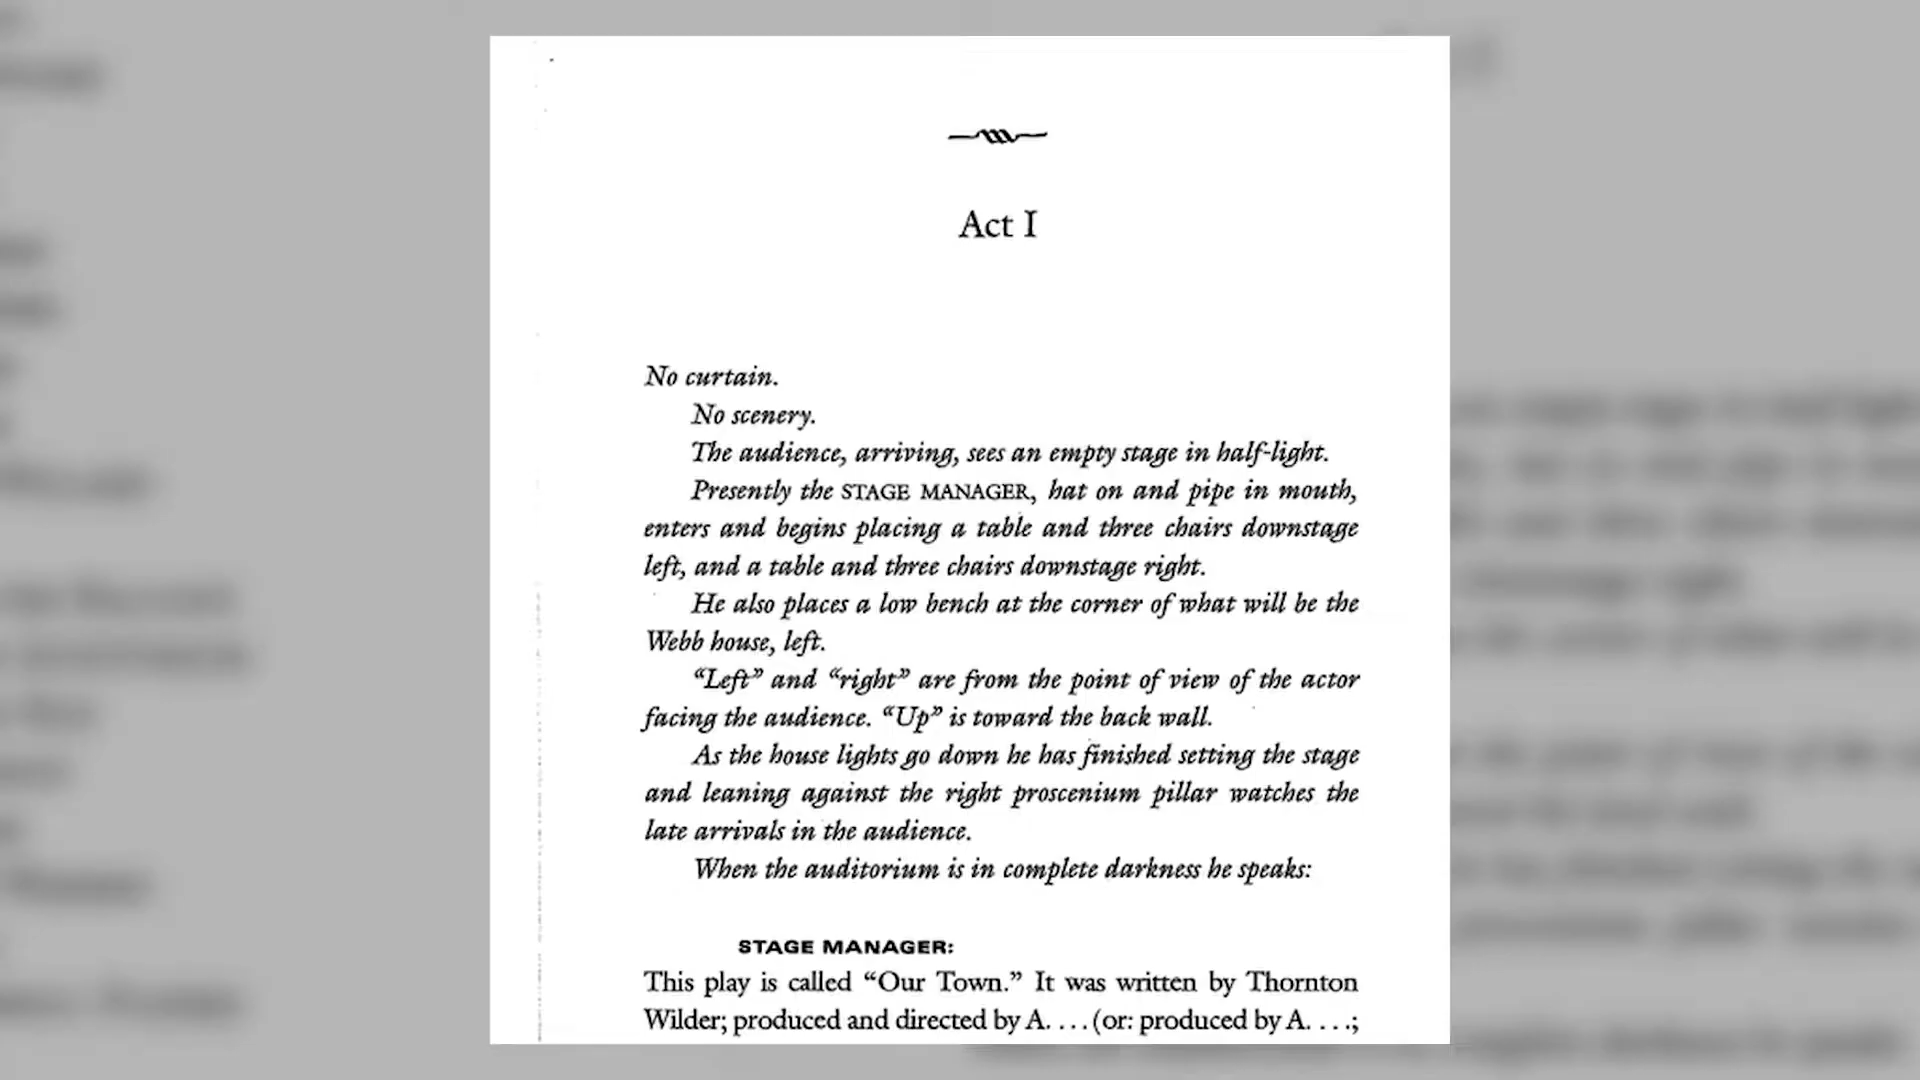 Act I
No curtain.
No scenery.
The audience, arriving, sees an empty stage in half-light.
Presently the STAGE MANAGER, hat on and pipe in mouth,
enters and begins placing a table and three chairs downstage
left, and a table and three chairs downstage right.
He also places a low bench at the corner of what will be the
Webb house, left.
“Left” and “right” are from the point of view of the actor
facing the audience. “Up” is toward the back wall.
As the house lights go down he has finished setting the stage
and leaning against the right proscenium pillar watches the
late arrivals in the audience.
When the auditorium is in complete darkness he speaks:
STAGE MANAGER:
This play is called “Our Town.” It was written by Thornton
Wilder; produced and directed by A. . . . (or: produced by A. . . .;